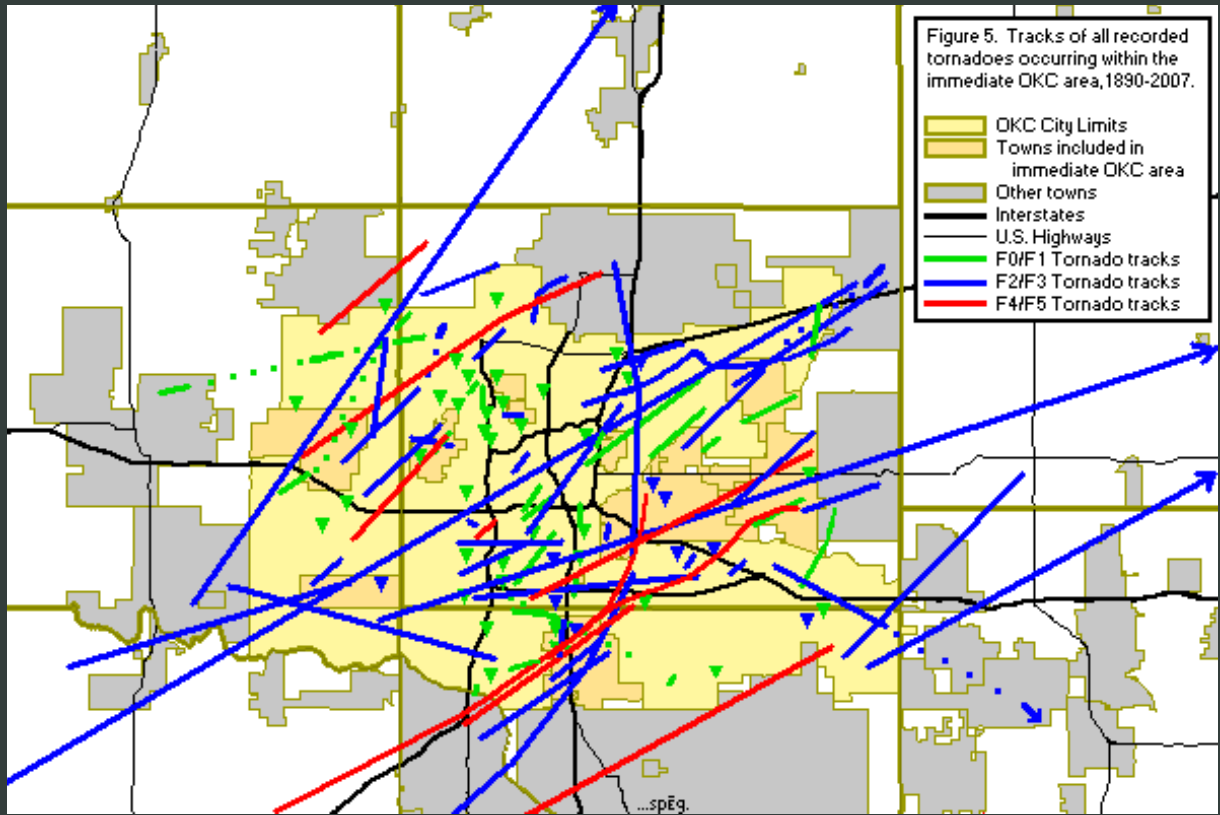 Figure 5. Tracks of all recorded
tornadoes occurring within the
immediate OKC area,1890-2007.
OKC City Limits
Towns included in
immediate OKC area
Other towns
Interstates
U.S. Highways
F0/F1 Tornado tracks
F2/F3 Tornado tracks
F4/F5 Tornado tracks
...spĒg.